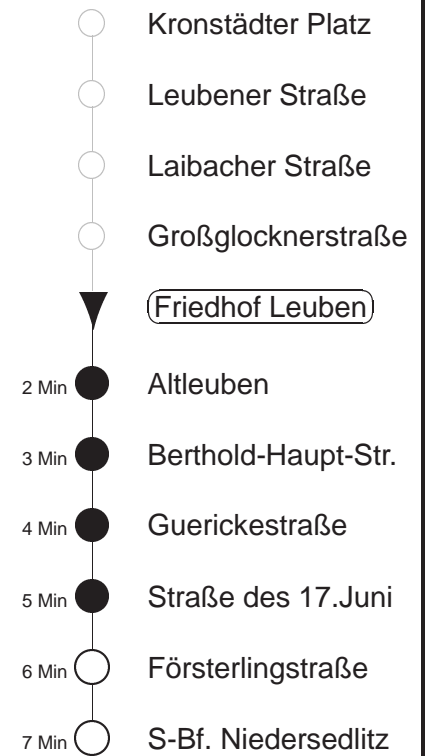 Kronstädter Platz
Leubener Straße
Laibacher Straße
Großglocknerstraße
Friedhof Leuben
2 Min Altleuben
3 Min Berthold-Haupt-Str.
4 Min Guerickestraße
5 Min Straße des 17.Juni
6 Min Försterlingstraße
7 Min S-Bf. Niedersedlitz